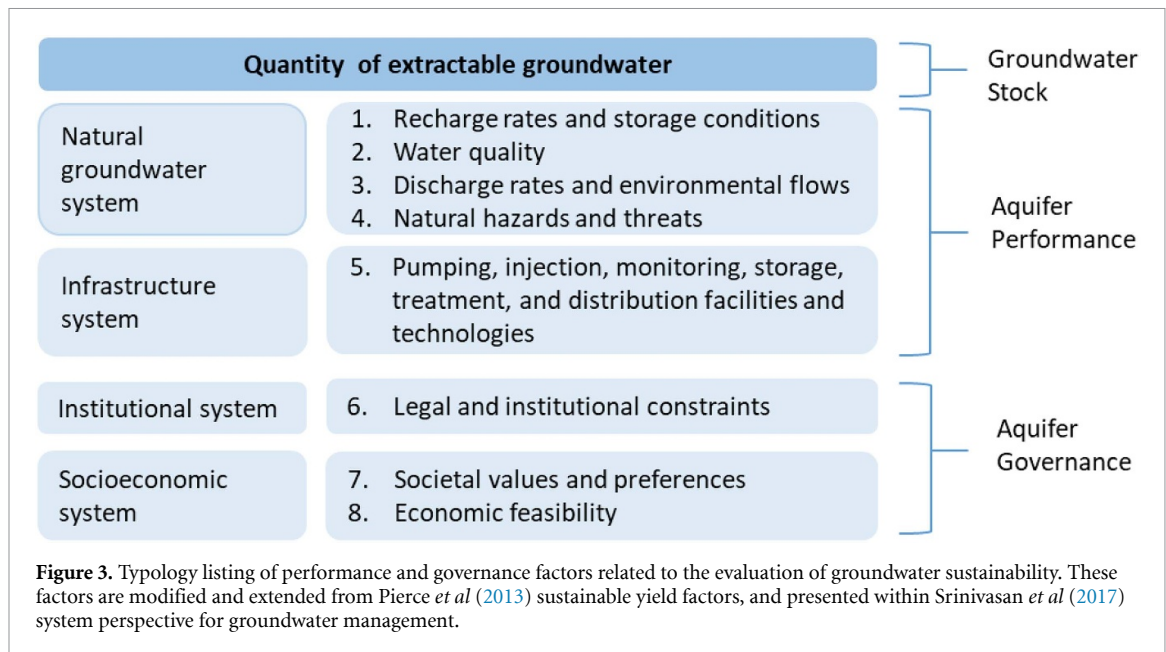 Quantity of extractable groundwater
Groundwater
Stock
Natural
groundwater
system
1. Recharge rates and storage conditions
2. Water quality
3. Discharge rates and environmental flows
4. Natural hazards and threats
Aquifer
Performance
Infrastructure
system
5. Pumping, injection, monitoring, storage,
treatment, and distribution facilities and
technologies
Institutional system
6. Legal and institutional constraints
Aquifer
Governance
Socioeconomic
system
7. Societal values and preferences
8. Economic feasibility
Figure 3. Typology listing of performance and governance factors related to the evaluation of groundwater sustainability. These
factors are modified and extended from Pierce et al (2013) sustainable yield factors, and presented within Srinivasan et al (2017)
system perspective for groundwater management.